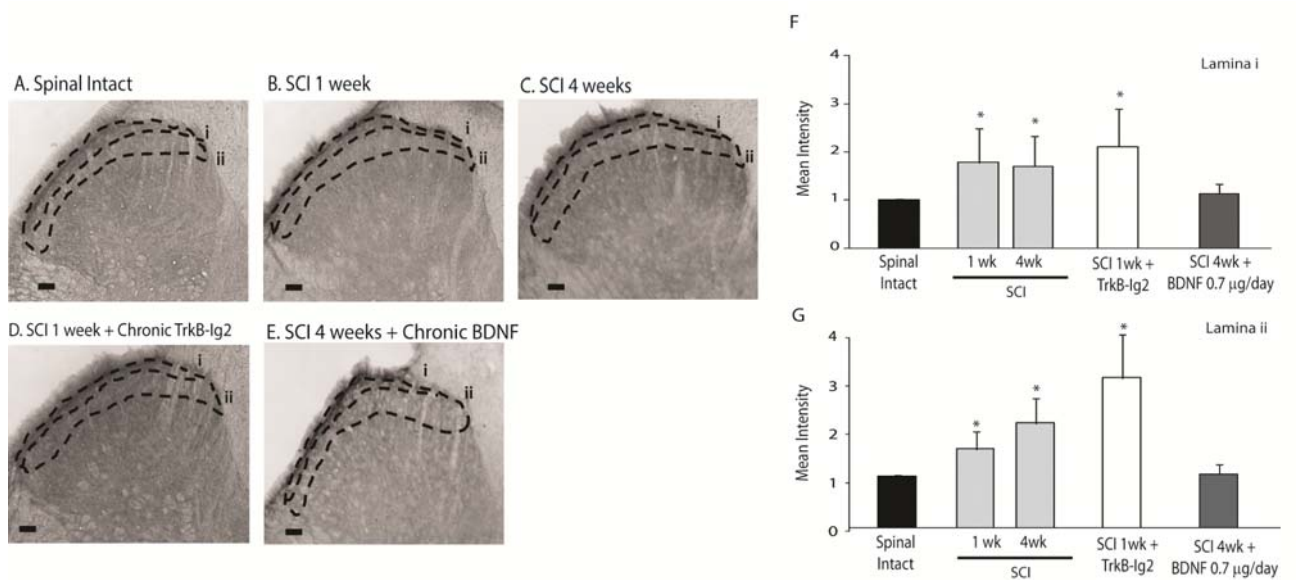 A. Spinal Intact
i
ii
B. SCI 1 week
i
ii
C. SCI 4 weeks
i
ii
D. SCI 1 week + Chronic TrkB-Ig2
i
ii
E. SCI 4 weeks + Chronic BDNF
i
ii
F
Lamina i
Mean Intensity
4
3
2
1
0
*
*
*
Spinal Intact
1 wk
4wk
SCI
SCI 1wk +
TrkB-Ig2
SCI 4wk +
BDNF 0.7 µg/day
G
Lamina ii
Mean Intensity
4
3
2
1
0
*
*
*
Spinal
Intact
1 wk
4wk
SCI
SCI 1wk +
TrkB-Ig2
SCI 4wk +
BDNF 0.7 µg/day